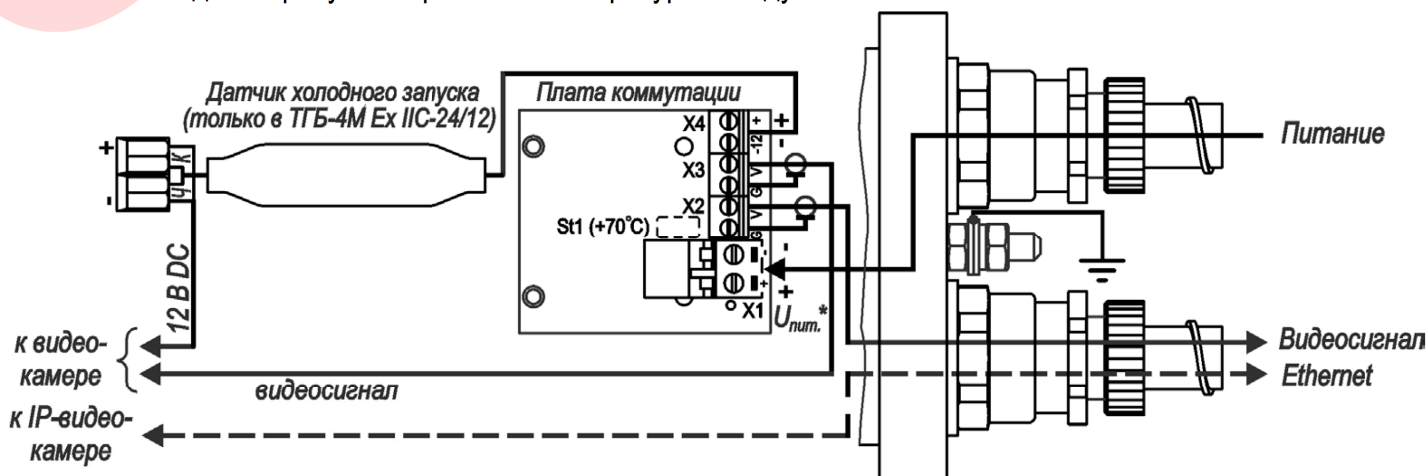 Датчик холодного запуска
(только в ТГБ-4М Ex IIC-24/12)
Плата коммутации
+
К
Ч
-
12 В DC
X4
+
-12
+
-
X3
V
G
X2
V
G
St1 (+70°C)
-
+
-
+
X1
Uпит.*
Питание
к видео-
камере
видеосигнал
Видеосигнал
Ethernet
к IP-видео-
камере